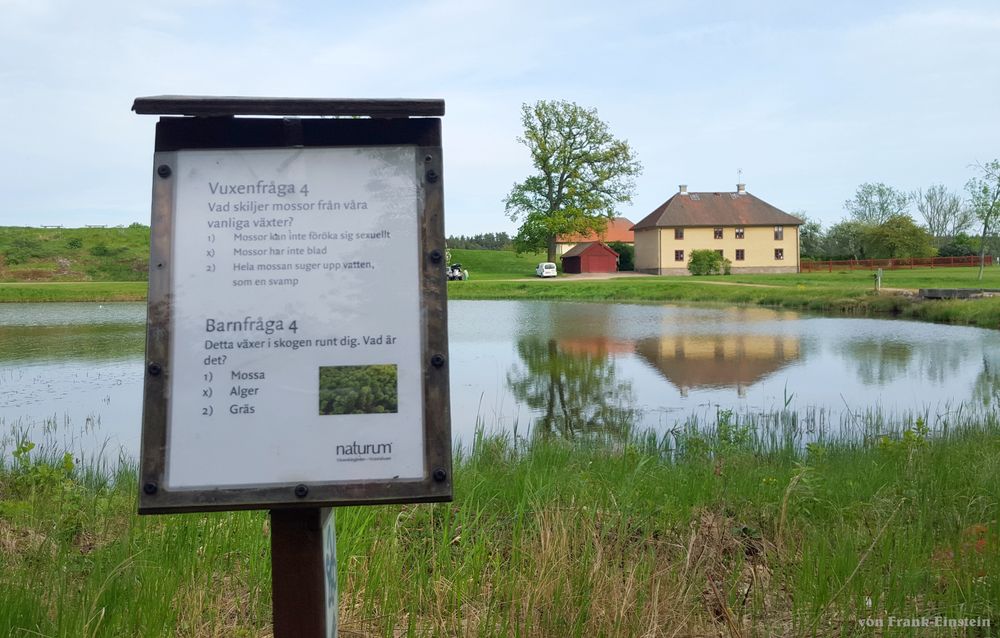 Vuxenfråga 4
Vad skiljer mossor från våra
vanliga växter?
1) Mossor kan inte föröka sig sexuellt
x) Mossor har inte blad
2) Hela mossan suger upp vatten,
som en svamp
Barnfråga 4
Detta växer i skogen runt dig. Vad är
det?
1) Mossa
x) Alger
2) Gräs
naturum
von Frank-Einstein